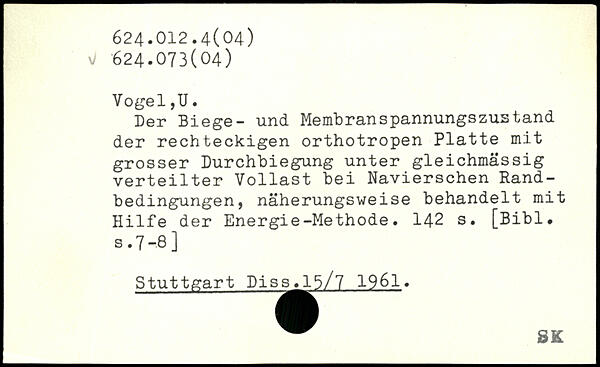 624.012.4(04)
√ 624.073(04)
Vogel,U.
Der Biege- und Membranspannungszustand
der rechteckigen orthotropen Platte mit
grosser Durchbiegung unter gleichmässig
verteilter Vollast bei Navierschen Rand-
bedingungen, näherungsweise behandelt mit
Hilfe der Energie-Methode. 142 s. [Bibl.
s.7-8]
Stuttgart Diss.15/7 1961.
SK